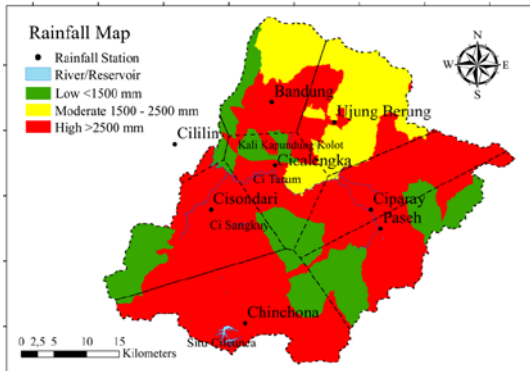 Rainfall Map
Rainfall Station
River/Reservoir
Low <1500 mm
Moderate 1500 - 2500 mm
High >2500 mm
N
W E
S
Bandung
Ujung Berung
Cililin
Kali Kapundung Kolot
Cicalengka
Ci Tarum
Cisondari
Ciparay
Ci Sangkuy
Paseh
Chinchona
Situ Cileunca
0 2,5 5 10 15
Kilometers